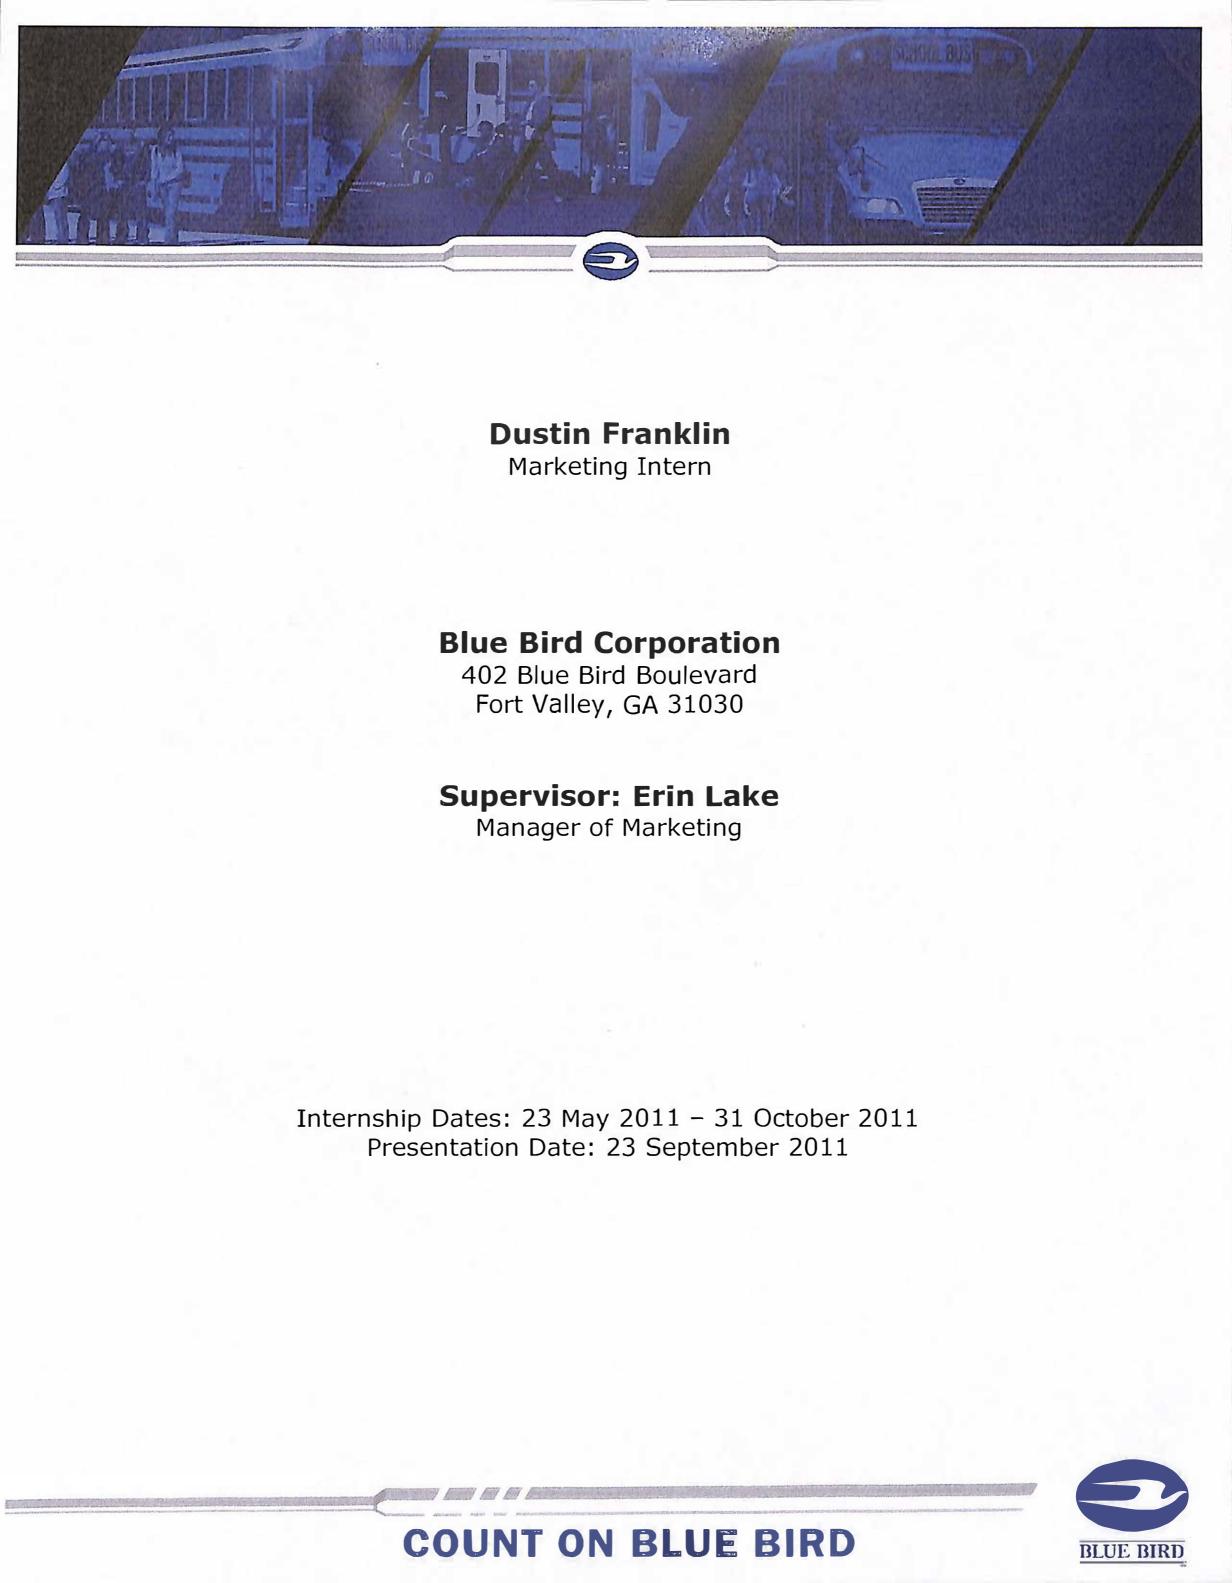 SCHOOL BUS
Dustin Franklin
Marketing Intern
Blue Bird Corporation
402 Blue Bird Boulevard
Fort Valley, GA 31030
Supervisor: Erin Lake
Manager of Marketing
Internship Dates: 23 May 2011 – 31 October 2011
Presentation Date: 23 September 2011
COUNT ON BLUE BIRD
BLUE BIRD